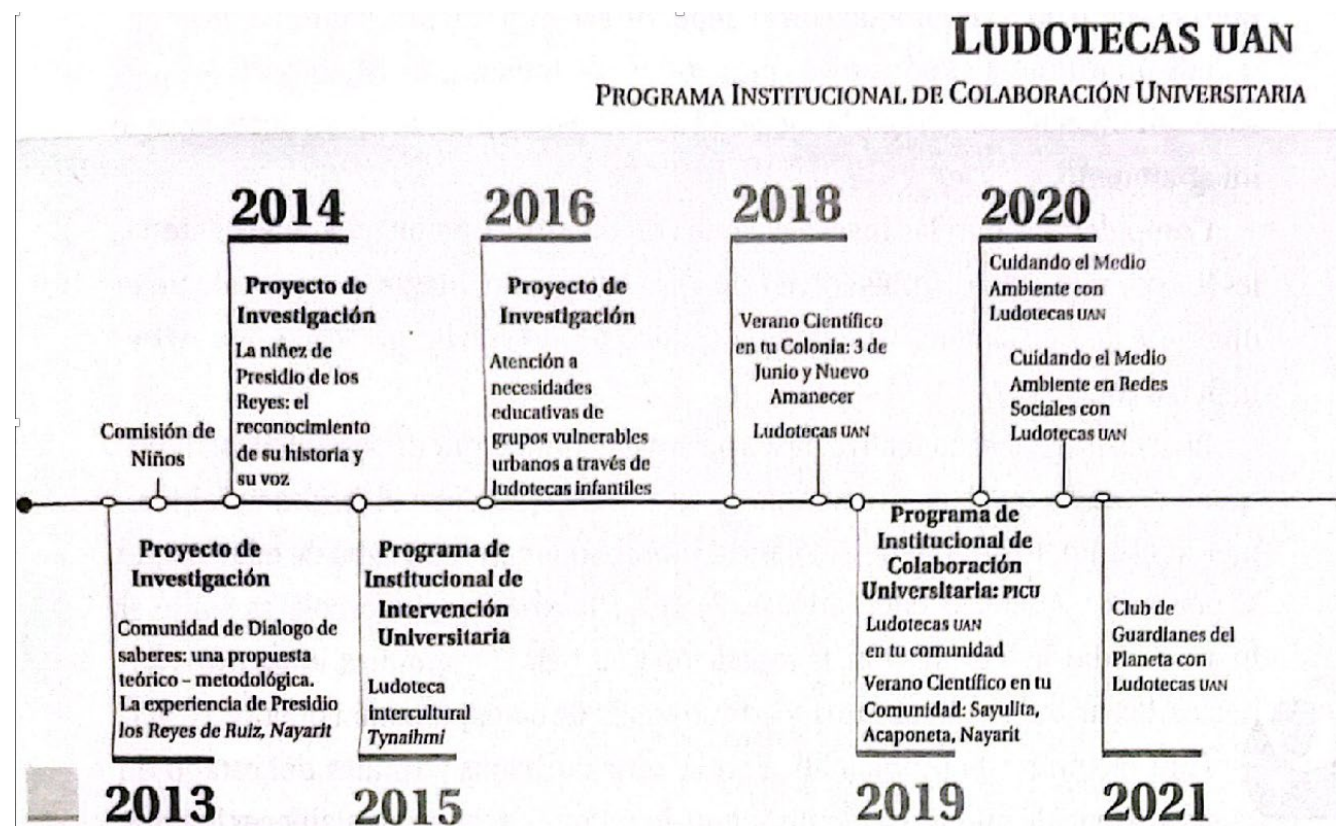 LUDOTECAS UAN
PROGRAMA INSTITUCIONAL DE COLABORACIÓN UNIVERSITARIA
2014
Proyecto de
Investigación
La niñez de
Presidio de los
Reyes: el
reconocimiento
de su historia y
su voz
2016
Proyecto de
Investigación
Atención a
necesidades
educativas de
grupos vulnerables
urbanos a través de
ludotecas infantiles
2018
Verano Científico
en tu Colonia: 3 de
Junio y Nuevo
Amanecer
Ludotecas UAN
2020
Cuidando el Medio
Ambiente con
Ludotecas UAN
Cuidando el Medio
Ambiente en Redes
Sociales con
Ludotecas UAN
Comisión de
Niños
Proyecto de
Investigación
Comunidad de Dialogo de
saberes: una propuesta
teórico – metodológica.
La experiencia de Presidio
los Reyes de Ruiz, Nayarit
2013
Programa de
Institucional de
Intervención
Universitaria
Ludoteca
intercultural
Tynaihmi
2015
Programa de
Institucional de
Colaboración
Universitaria: PICU
Ludotecas UAN
en tu comunidad
Verano Científico en tu
Comunidad: Sayulita,
Acaponeta, Nayarit
2019
Club de
Guardianes del
Planeta con
Ludotecas UAN
2021